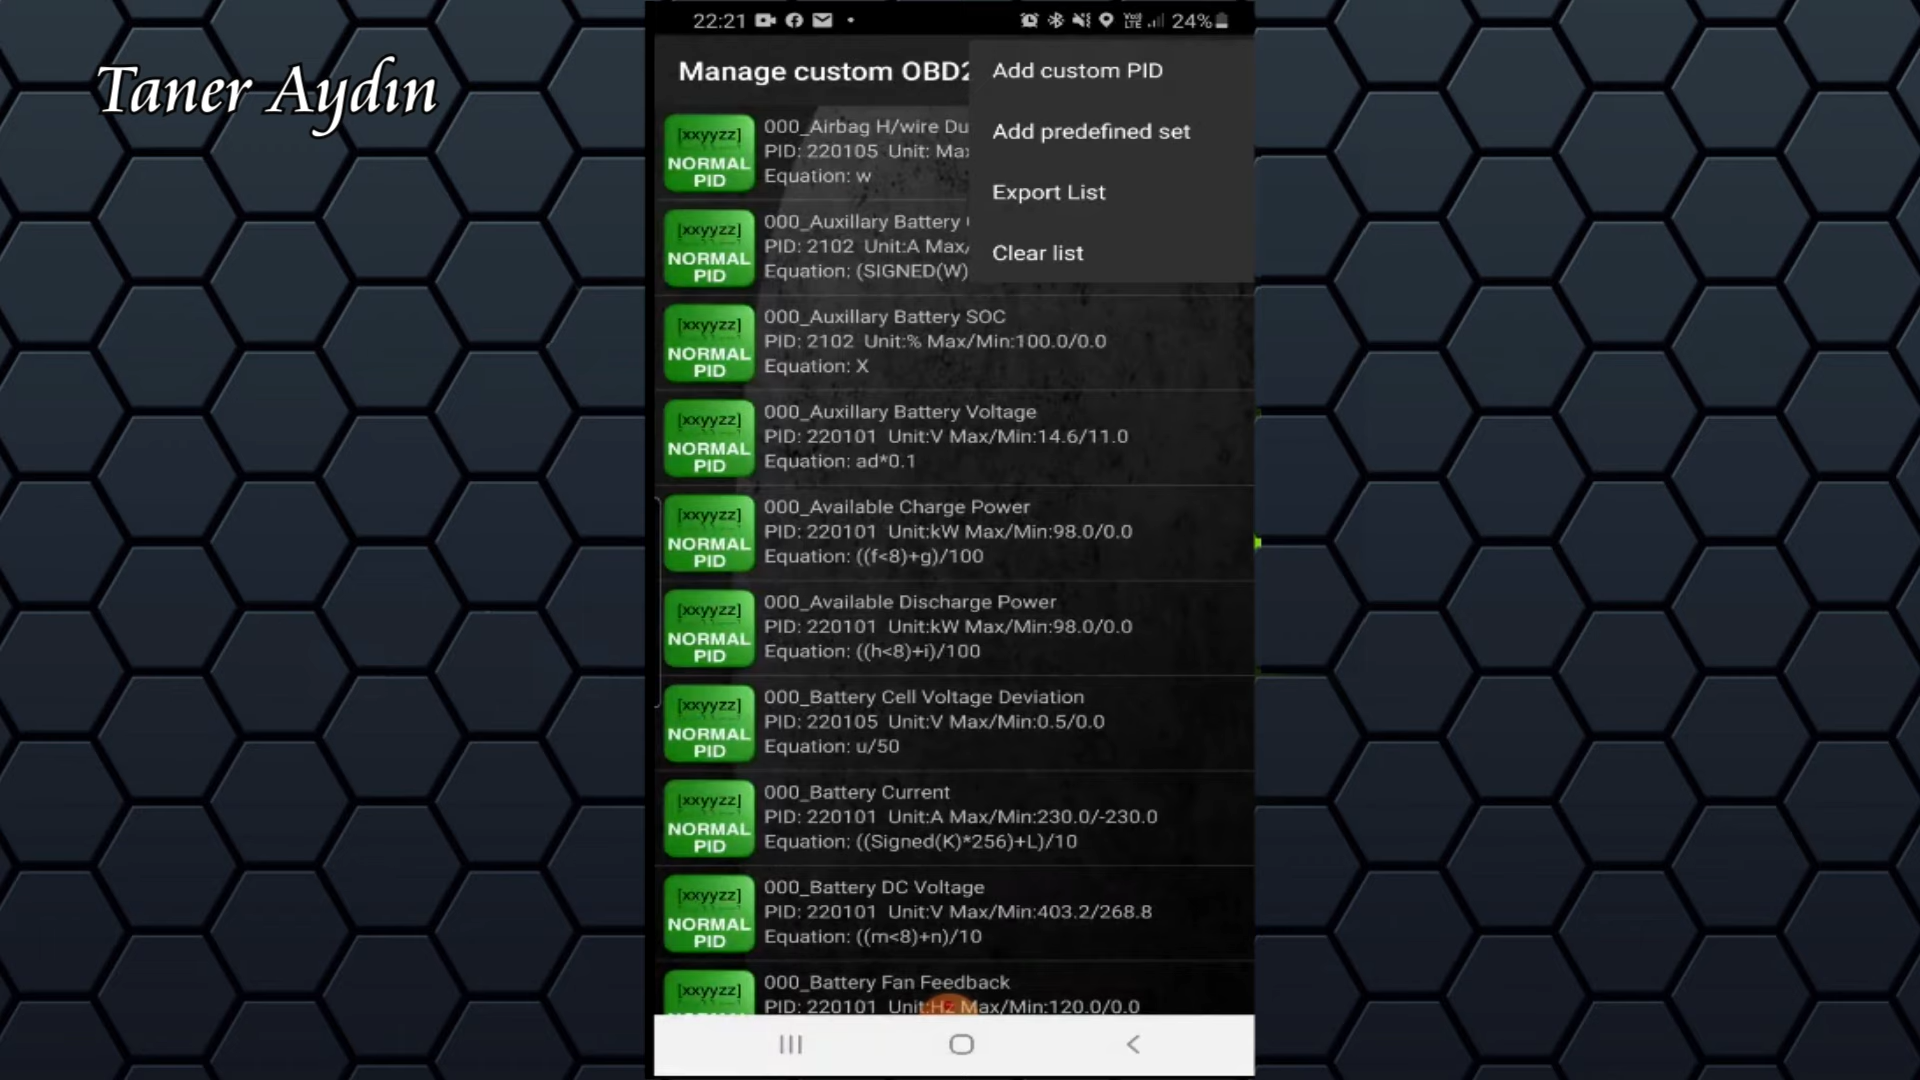 Taner Aydın
22:21
24%
Manage custom OBD2
Add custom PID
Add predefined set
Export List
Clear list
[xxyyzz]
NORMAL
PID
000_Airbag H/wire Du
PID: 220105 Unit: Max
Equation: w
[xxyyzz]
NORMAL
PID
000_Auxillary Battery
PID: 2102 Unit:A Max/
Equation: (SIGNED(W)
[xxyyzz]
NORMAL
PID
000_Auxillary Battery SOC
PID: 2102 Unit:% Max/Min:100.0/0.0
Equation: X
[xxyyzz]
NORMAL
PID
000_Auxillary Battery Voltage
PID: 220101 Unit:V Max/Min:14.6/11.0
Equation: ad*0.1
[xxyyzz]
NORMAL
PID
000_Available Charge Power
PID: 220101 Unit:kW Max/Min:98.0/0.0
Equation: ((f<8)+g)/100
[xxyyzz]
NORMAL
PID
000_Available Discharge Power
PID: 220101 Unit:kW Max/Min:98.0/0.0
Equation: ((h<8)+i)/100
[xxyyzz]
NORMAL
PID
000_Battery Cell Voltage Deviation
PID: 220105 Unit:V Max/Min:0.5/0.0
Equation: u/50
[xxyyzz]
NORMAL
PID
000_Battery Current
PID: 220101 Unit:A Max/Min:230.0/-230.0
Equation: ((Signed(K)*256)+L)/10
[xxyyzz]
NORMAL
PID
000_Battery DC Voltage
PID: 220101 Unit:V Max/Min:403.2/268.8
Equation: ((m<8)+n)/10
[xxyyzz]
000_Battery Fan Feedback
PID: 220101 Unit:Hz Max/Min:120.0/0.0